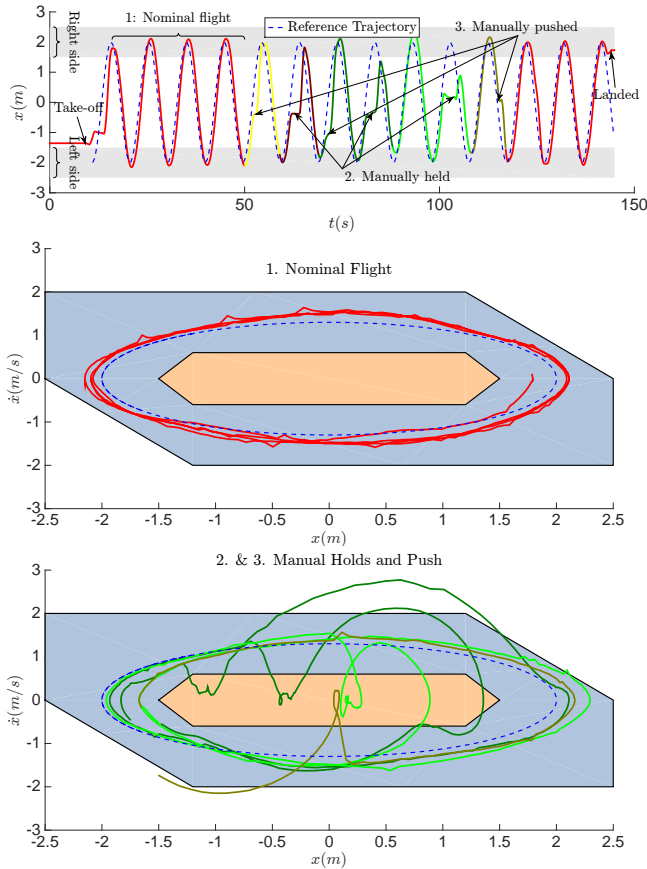 3
2
1
0
-1
-2
-3
x(m)
Right side
Left side
1: Nominal flight
Reference Trajectory
3. Manually pushed
Take-off
Landed
2. Manually held
0
50
100
150
t(s)
1. Nominal Flight
3
2
1
0
-1
-2
-3
ẋ(m/s)
-2.5
-2
-1.5
-1
-0.5
0
0.5
1
1.5
2
2.5
x(m)
2. & 3. Manual Holds and Push
3
2
1
0
-1
-2
-3
ẋ(m/s)
-2.5
-2
-1.5
-1
-0.5
0
0.5
1
1.5
2
2.5
x(m)